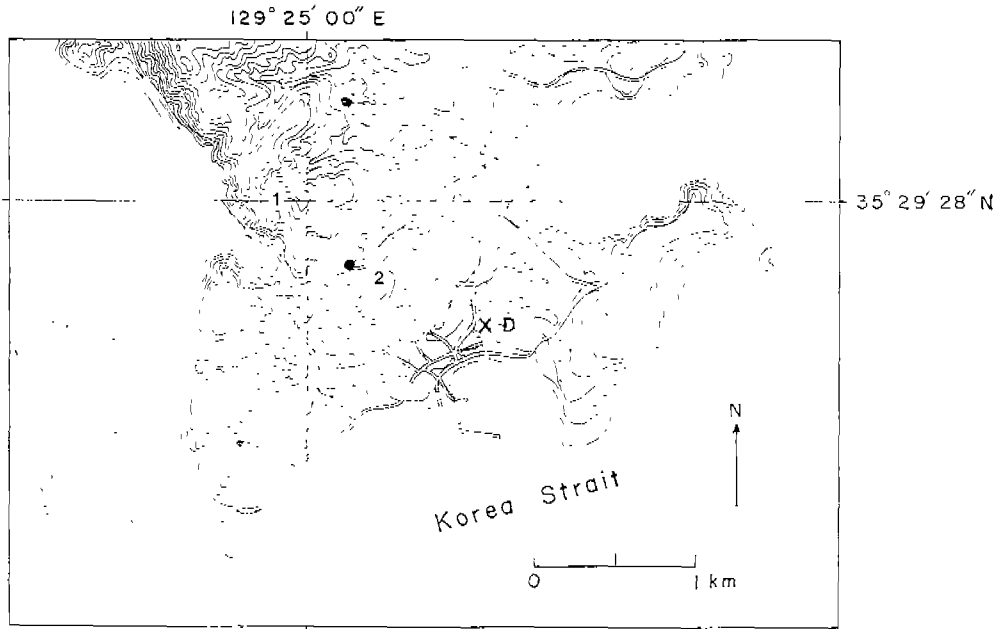 129° 25′ 00″ E
1
35° 29′ 28″ N
2
X-D
N
Korea Strait
0 1 km